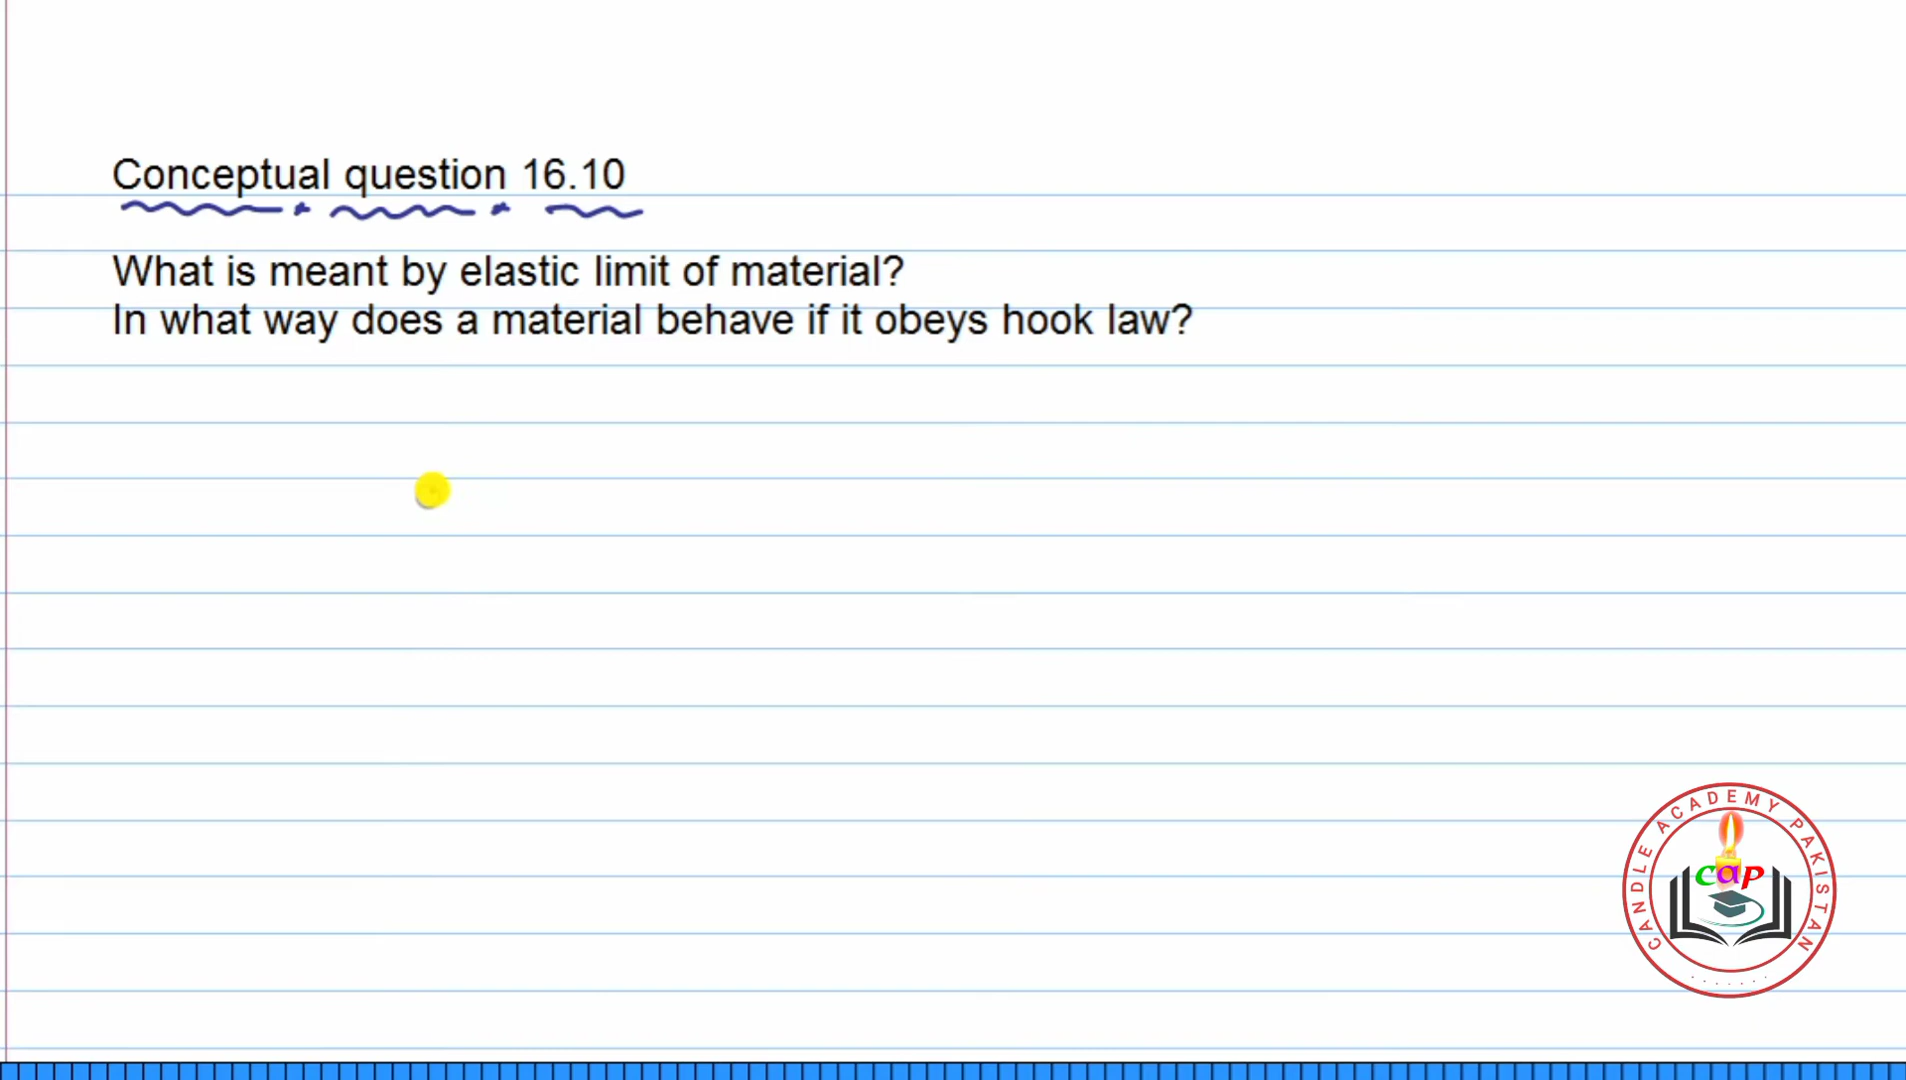 Conceptual question 16.10
What is meant by elastic limit of material?
In what way does a material behave if it obeys hook law?
CANDLE ACADEMY PAKISTAN
cap